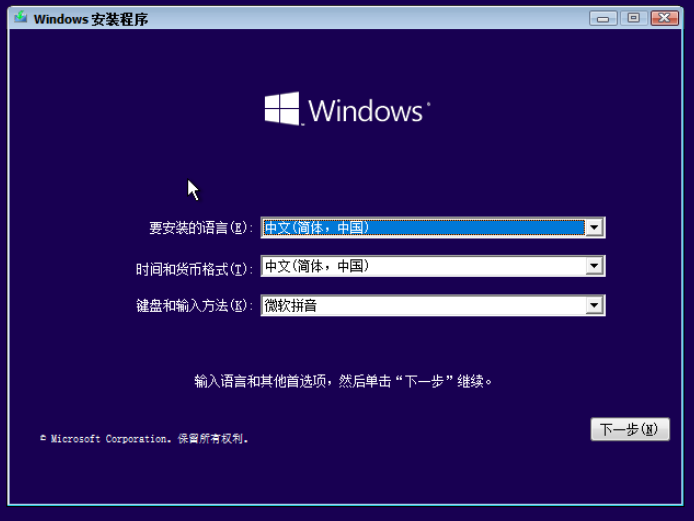 Windows 安装程序
Windows
要安装的语言(E): 中文(简体，中国)
时间和货币格式(T): 中文(简体，中国)
键盘和输入方法(K): 微软拼音
输入语言和其他首选项，然后单击“下一步”继续。
下一步(N)
© Microsoft Corporation. 保留所有权利。